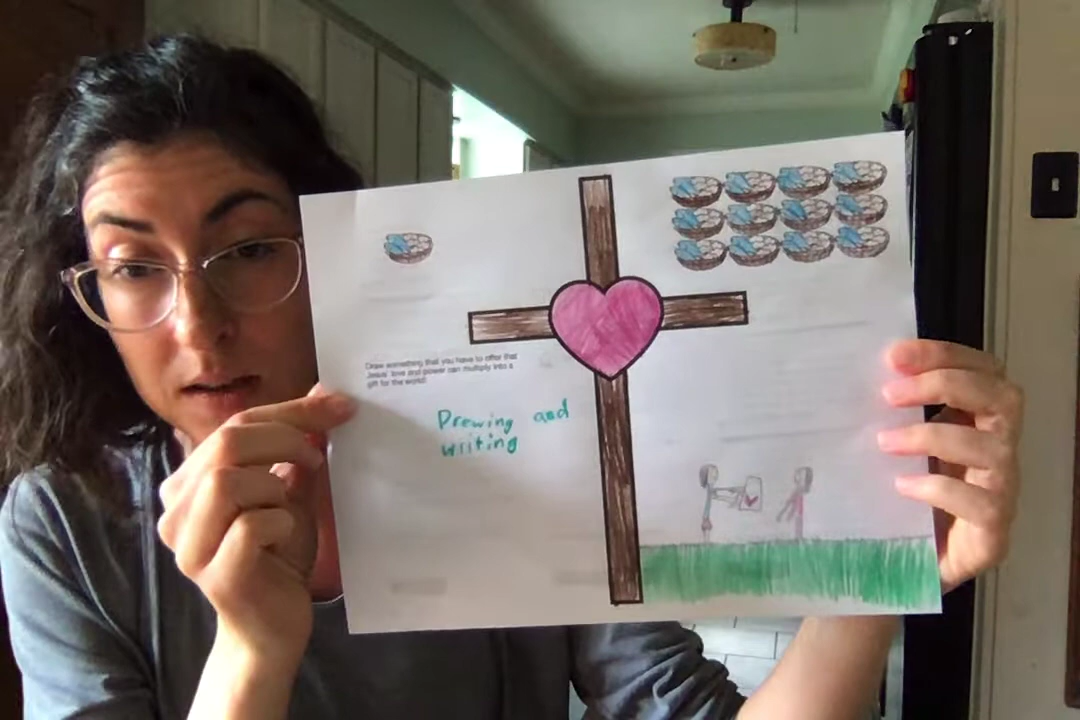 Draw something that you have to offer that
Jesus' love and power can multiply into a
gift for the world!
Drewing and
writing